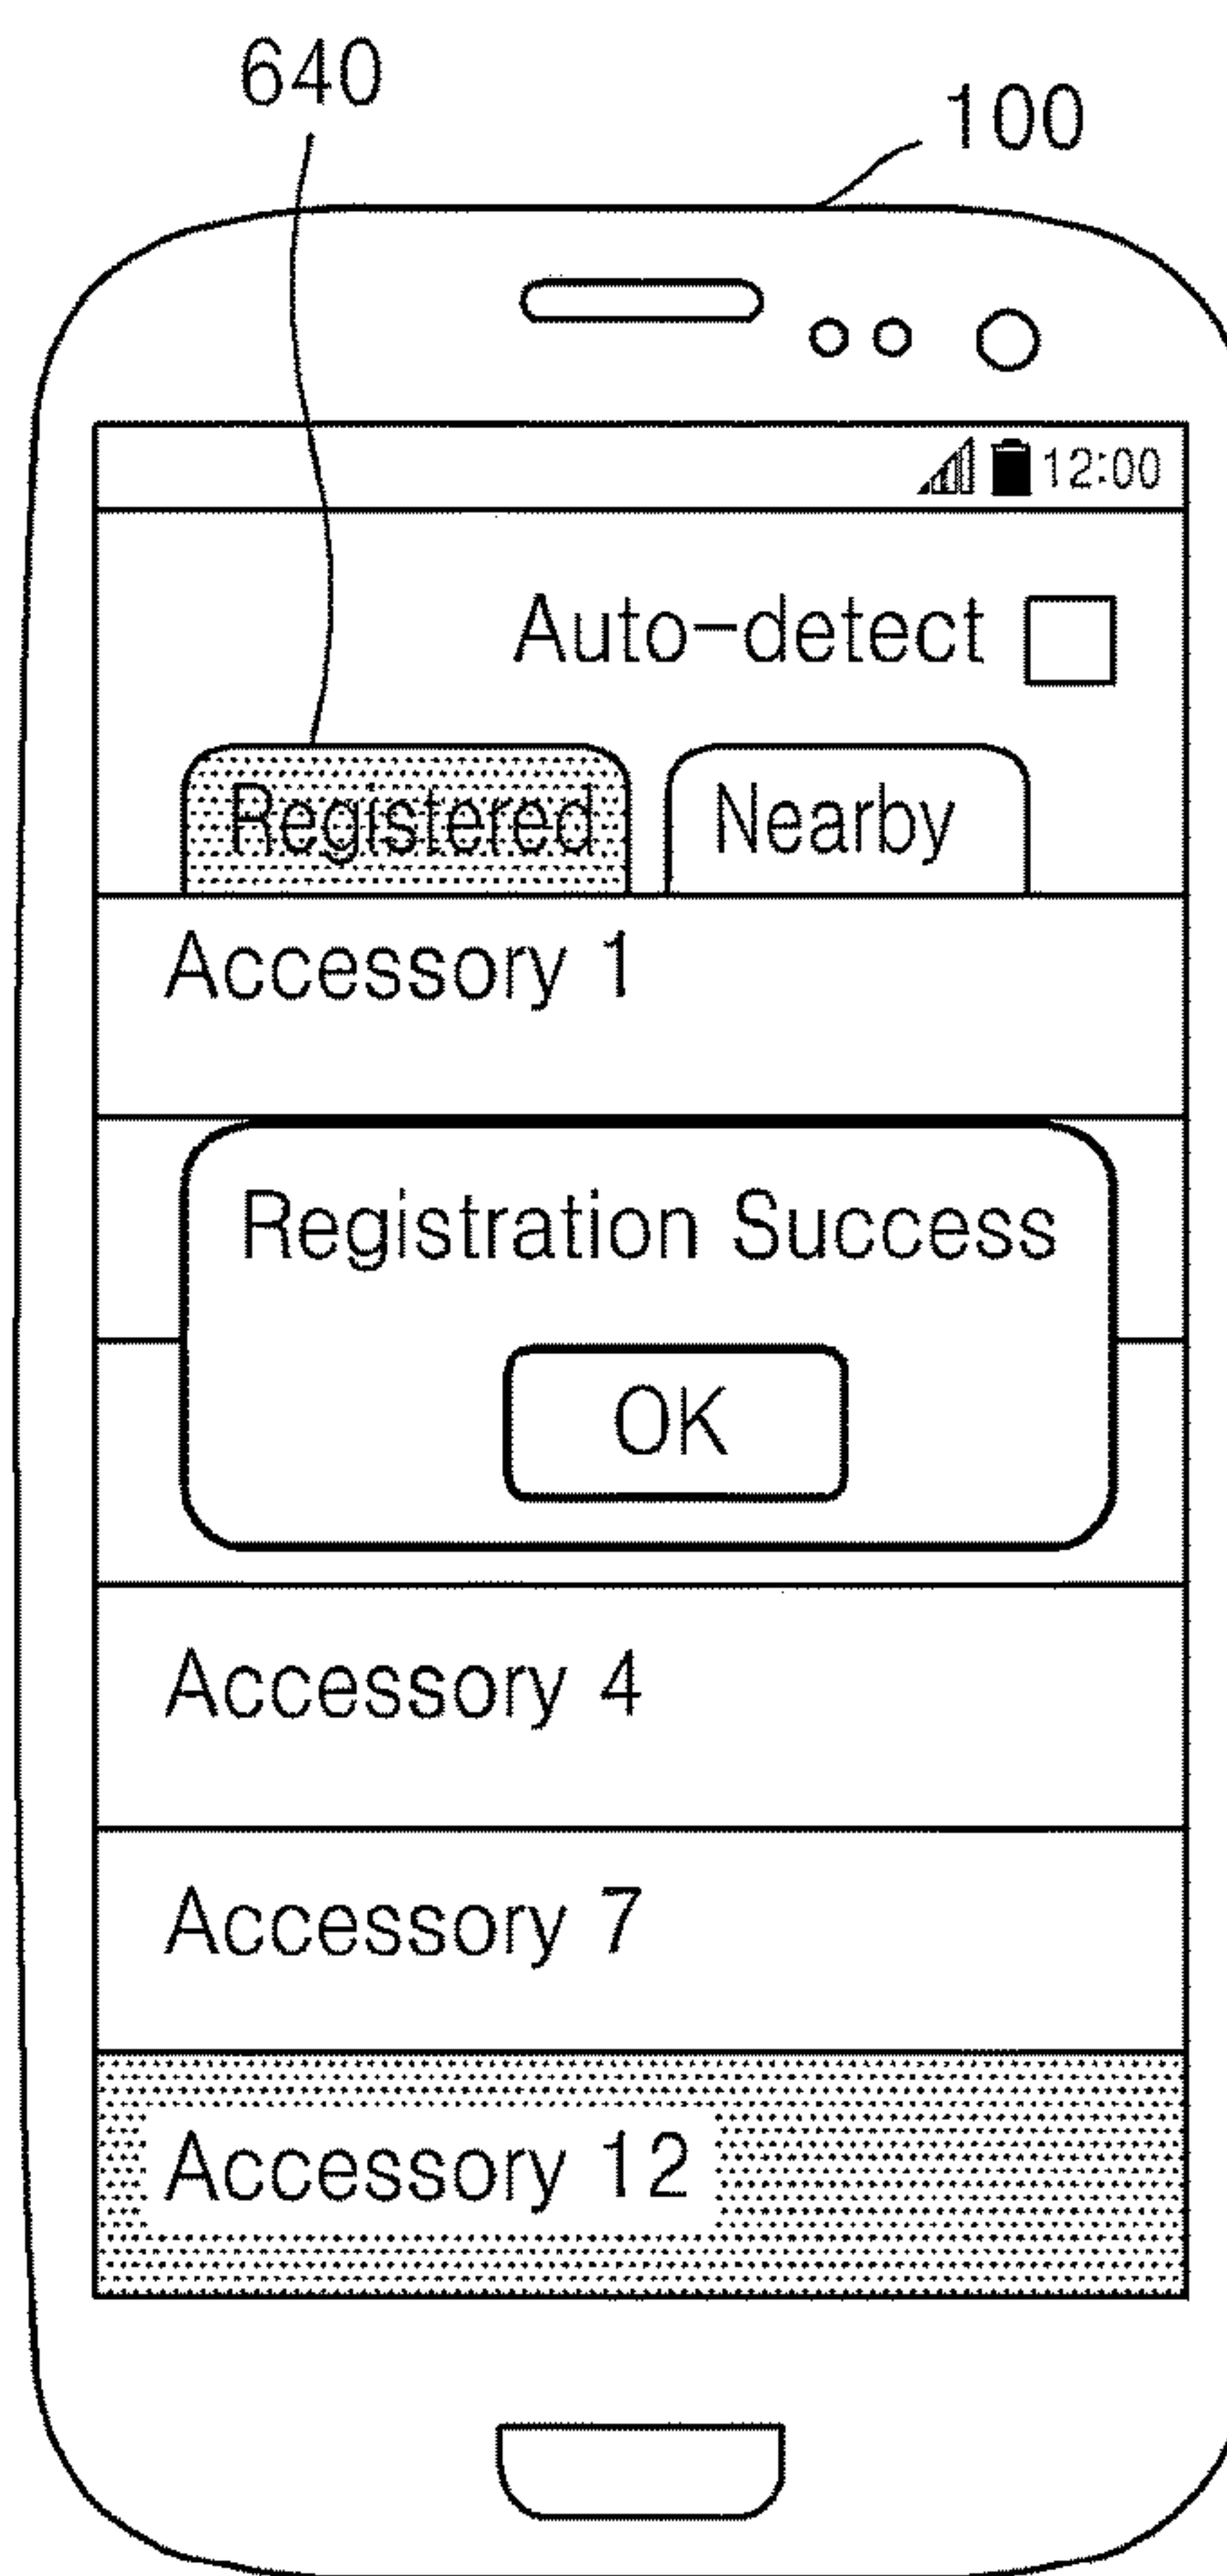 640
100
12:00
Auto-detect
Registered Nearby
Accessory 1
Registration Success
OK
Accessory 4
Accessory 7
Accessory 12